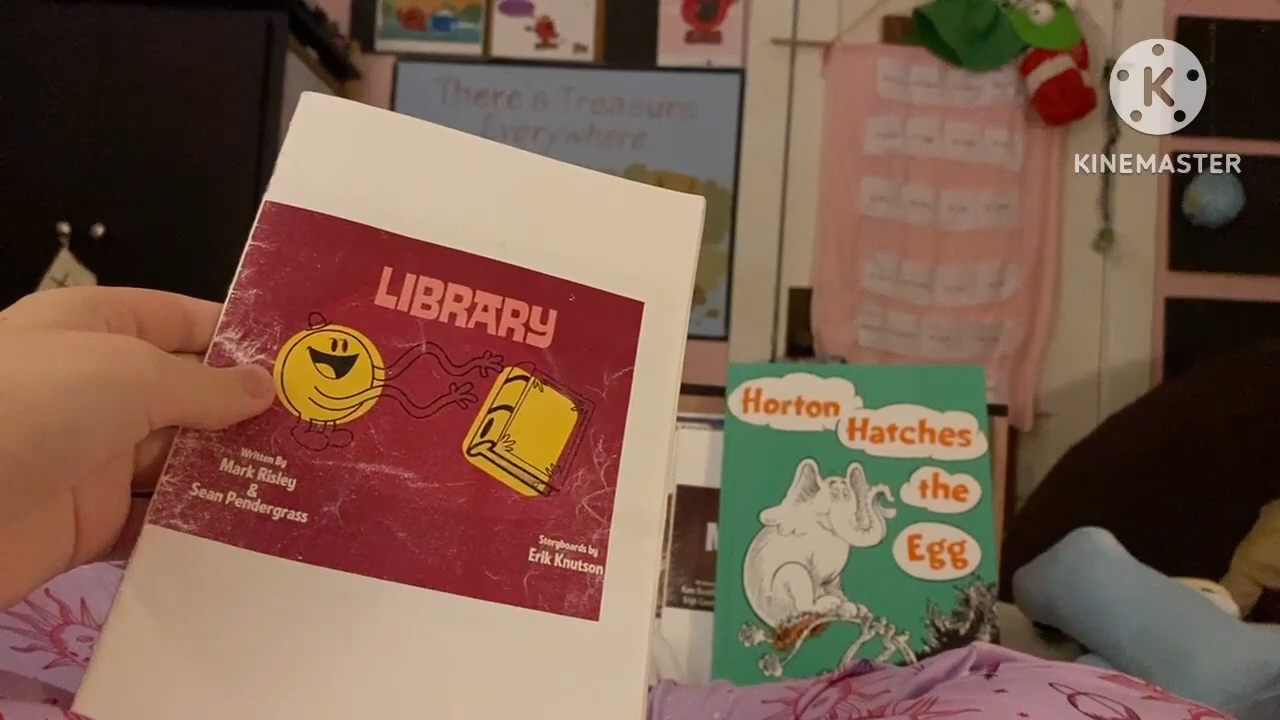 There's Treasure
Everywhere
K
KINEMASTER
LIBRARY
Written By
Mark Risley
&
Sean Pendergrass
Storyboards by
Erik Knutson
Horton
Hatches
the
Egg